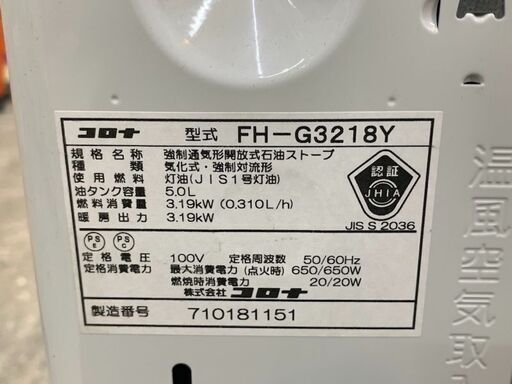 コロナ 型式 FH-G3218Y
規格名称 強制通気形開放式石油ストーブ
種類 気化式・強制対流形
使用燃料 灯油(JIS1号灯油)
油タンク容量 5.0L
燃料消費量 3.19kW (0.310L/h)
暖房出力 3.19kW
認証
JHIA
JIS S 2036
PS E PS C
定格電圧 100V 定格周波数 50/60Hz
定格消費電力 最大消費電力 (点火時) 650/650W
燃焼時消費電力 20/20W
株式会社コロナ
製造番号 710181151
温風空気取